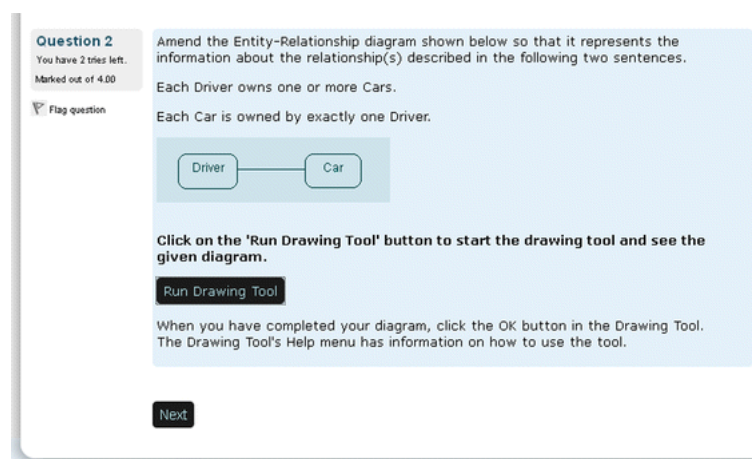 Question 2
You have 2 tries left.
Marked out of 4.00
Flag question
Amend the Entity-Relationship diagram shown below so that it represents the
information about the relationship(s) described in the following two sentences.
Each Driver owns one or more Cars.
Each Car is owned by exactly one Driver.
Driver
Car
Click on the 'Run Drawing Tool' button to start the drawing tool and see the
given diagram.
Run Drawing Tool
When you have completed your diagram, click the OK button in the Drawing Tool.
The Drawing Tool's Help menu has information on how to use the tool.
Next